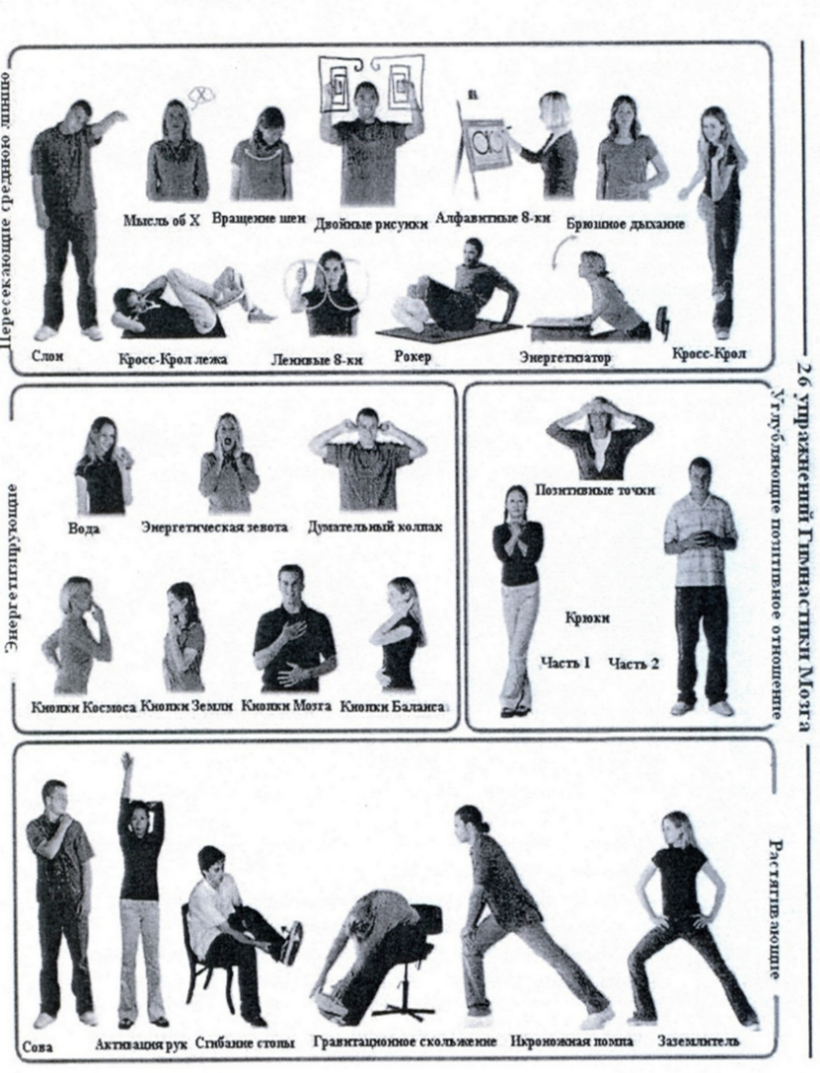 26 упражнений Гимнастики Мозга
Пересекающие среднюю линию
X
Мысль об X
Вращение шеи
Двойные рисунки
Алфавитные 8-ки
Брюшное дыхание
Слон
Кросс-Крол лежа
Ленивые 8-ки
Рокер
Энергетизатор
Кросс-Крол
Энергетизирующие
Вода
Энергетическая зевота
Думательный колпак
Кнопки Космоса
Кнопки Земли
Кнопки Мозга
Кнопки Баланса
Углубляющие позитивное отношение
Позитивные точки
Крюки
Часть 1
Часть 2
Растягивающие
Сова
Активация рук
Сгибание стопы
Гравитационное скольжение
Икроножная помпа
Заземлитель